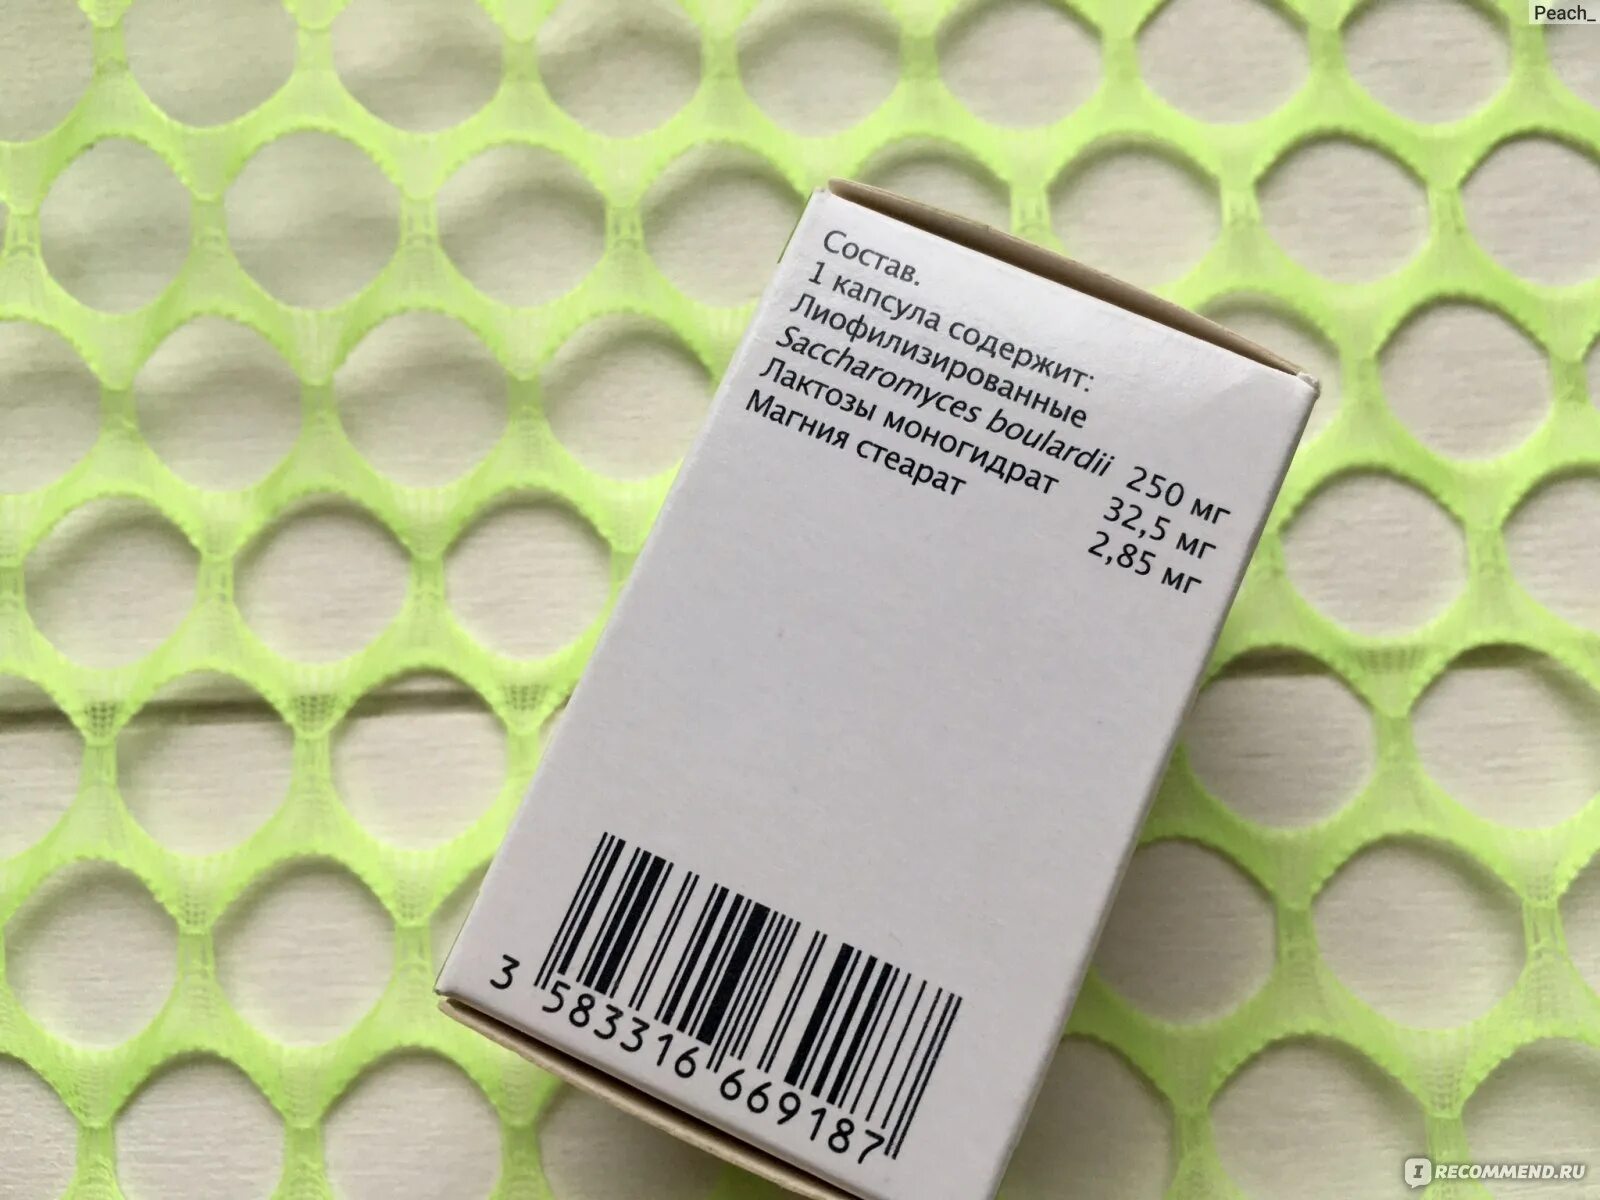 Peach_
Состав.
1 капсула содержит:
Лиофилизированные
Saccharomyces boulardii 250 мг
Лактозы моногидрат 32,5 мг
Магния стеарат 2,85 мг
3 583316 669187
IRECOMMEND.RU